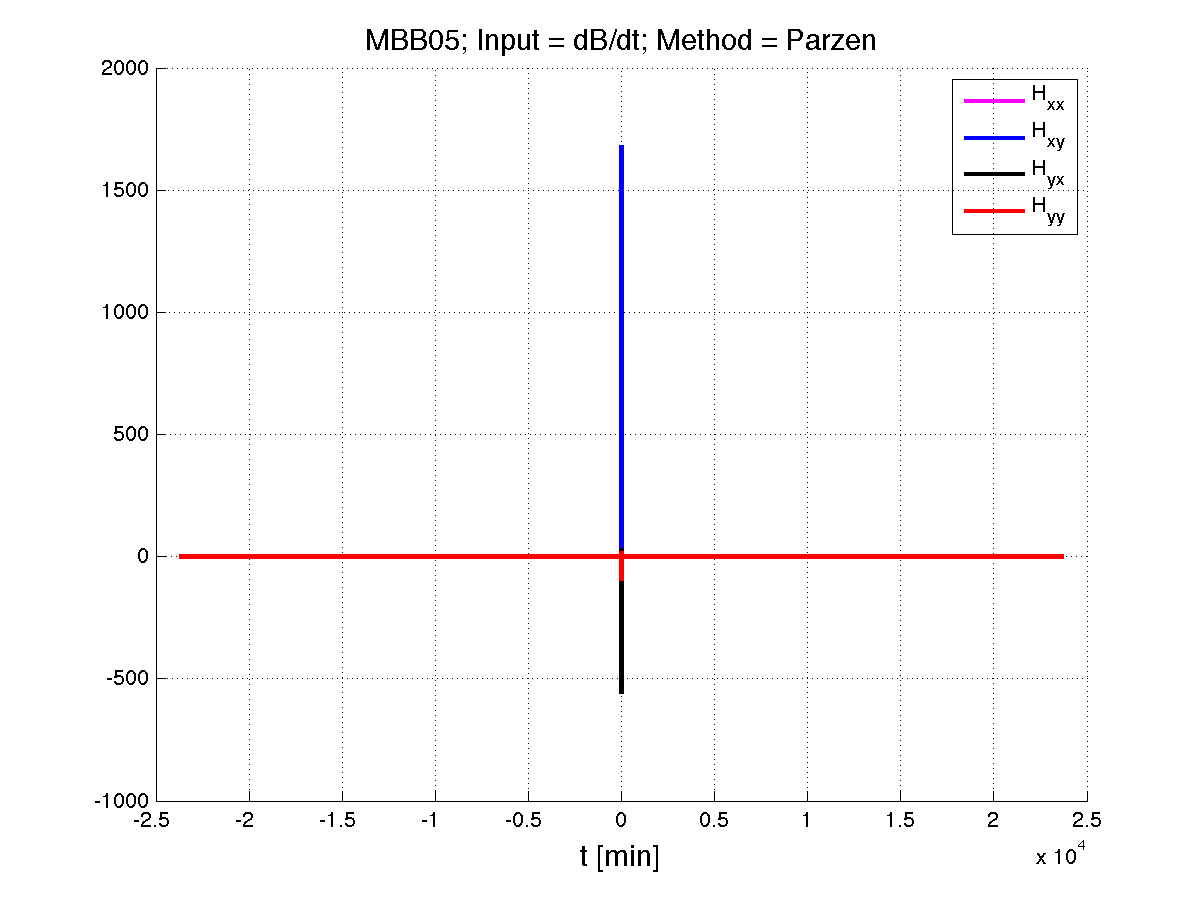 MBB05; Input = dB/dt; Method = Parzen
2000
1500
1000
500
0
-500
-1000
H_xx
H_xy
H_yx
H_yy
-2.5 -2 -1.5 -1 -0.5 0 0.5 1 1.5 2 2.5
x 10^4
t [min]